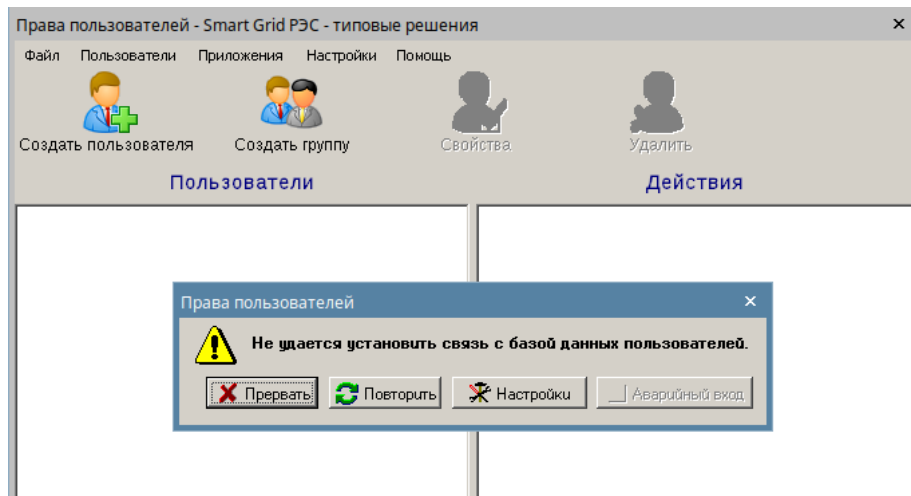 Права пользователей - Smart Grid РЭС - типовые решения
Файл Пользователи Приложения Настройки Помощь
Создать пользователя Создать группу Свойства Удалить
Пользователи Действия
Права пользователей
Не удается установить связь с базой данных пользователей.
Прервать Повторить Настройки Аварийный вход